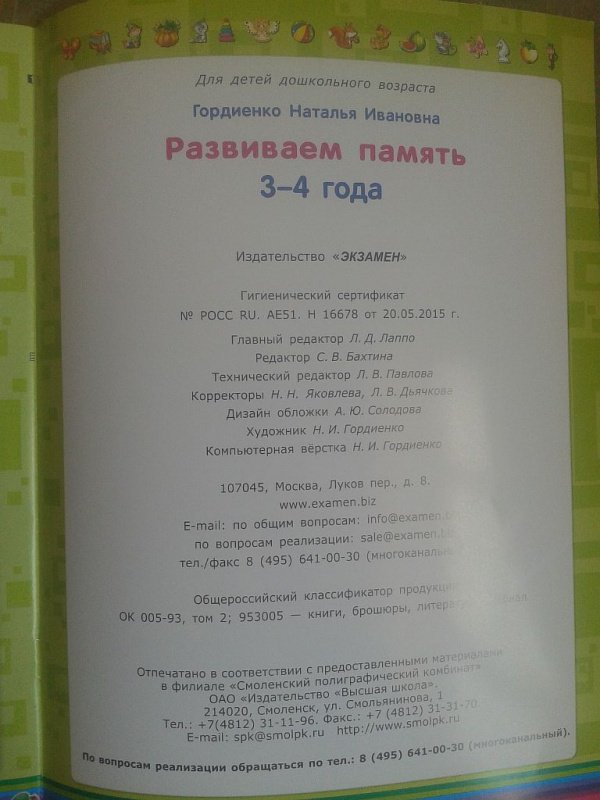 Для детей дошкольного возраста
Гордиенко Наталья Ивановна
Развиваем память
3–4 года
Издательство «ЭКЗАМЕН»
Гигиенический сертификат
№ РОСС RU. АЕ51. Н 16678 от 20.05.2015 г.
Главный редактор Л. Д. Лаппо
Редактор С. В. Бахтина
Технический редактор Л. В. Павлова
Корректоры Н. Н. Яковлева, Л. В. Дьячкова
Дизайн обложки А. Ю. Солодова
Художник Н. И. Гордиенко
Компьютерная вёрстка Н. И. Гордиенко
107045, Москва, Луков пер., д. 8.
www.examen.biz
E-mail: по общим вопросам:
по вопросам реализации:
тел./факс 8 (495) 641-00-30
Общероссийский классификатор
ОК 005-93, том 2; 953005 — книги, брошюры,
Отпечатано в соответствии с предоставленными материалами
в филиале «Смоленский полиграфический комбинат»
ОАО «Издательство «Высшая школа».
214020, Смоленск, ул. Смольянинова, 1
Тел.: +7(4812) 31-11-96. Факс.: +7 (4812) 31-31-70
E-mail: spk@smolpk.ru http://www.smolpk.ru
По вопросам реализации обращаться по тел.: 8 (495) 641-00-30 (многоканальный).